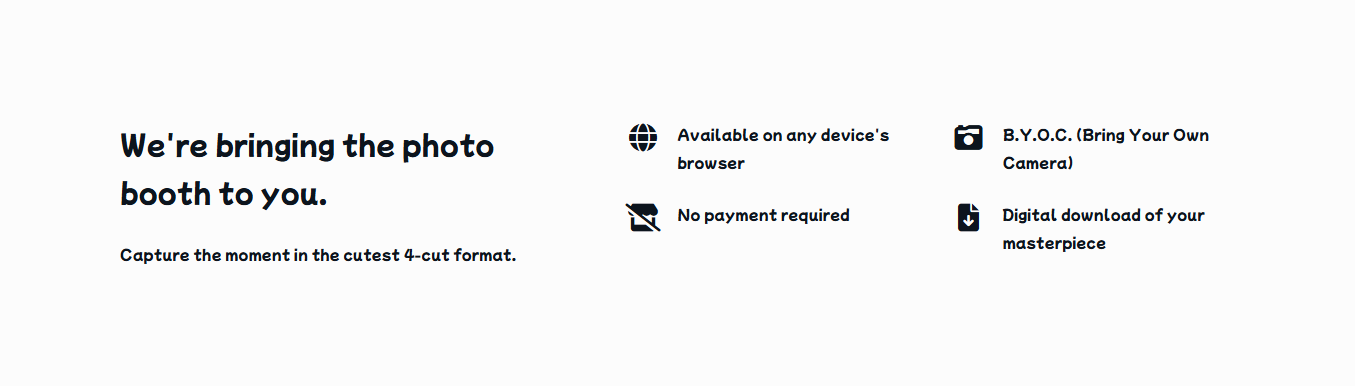 We're bringing the photo
booth to you.
Capture the moment in the cutest 4-cut format.
Available on any device's
browser
B.Y.O.C. (Bring Your Own
Camera)
No payment required
Digital download of your
masterpiece